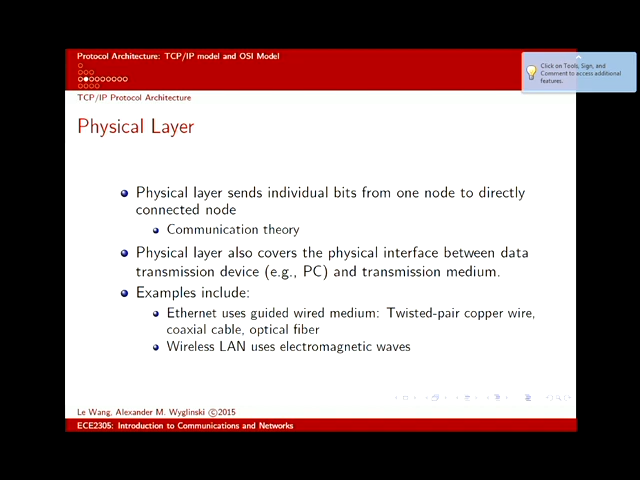 Protocol Architecture: TCP/IP model and OSI Model
Click on Tools, Sign, and
Comment to access additional
features.
TCP/IP Protocol Architecture
Physical Layer
Physical layer sends individual bits from one node to directly
connected node
Communication theory
Physical layer also covers the physical interface between data
transmission device (e.g., PC) and transmission medium.
Examples include:
Ethernet uses guided wired medium: Twisted-pair copper wire,
coaxial cable, optical fiber
Wireless LAN uses electromagnetic waves
Le Wang, Alexander M. Wyglinski ©2015
ECE2305: Introduction to Communications and Networks